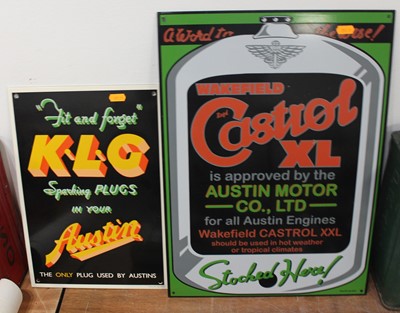 "Fit and forget"
K·L·G
Sparking PLUGS
IN YOUR
Austin
THE ONLY PLUG USED BY AUSTINS
A Word to
WAKEFIELD
Castrol
XL
is approved by the
AUSTIN MOTOR
CO., LTD
for all Austin Engines
Wakefield CASTROL XXL
should be used in hot weather
or tropical climates
Stocked Here!